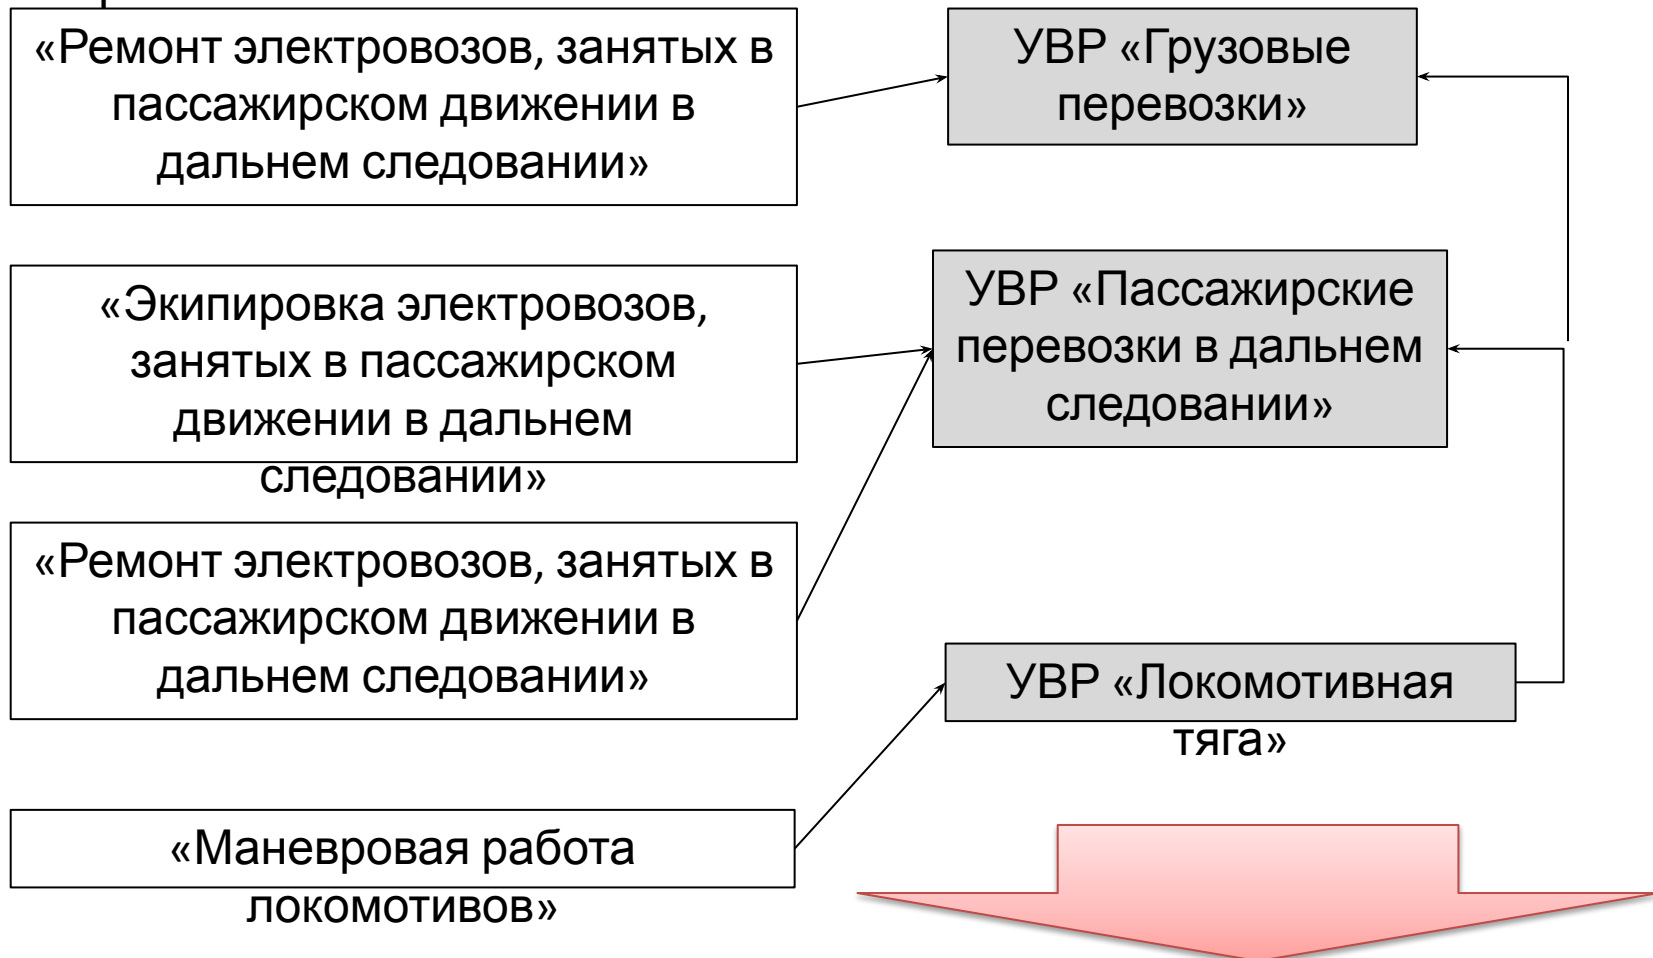 «Ремонт электровозов, занятых в
пассажирском движении в
дальнем следовании»
«Экипировка электровозов,
занятых в пассажирском
движении в дальнем
следовании»
«Ремонт электровозов, занятых в
пассажирском движении в
дальнем следовании»
«Маневровая работа
локомотивов»
УВР «Грузовые
перевозки»
УВР «Пассажирские
перевозки в дальнем
следовании»
УВР «Локомотивная
тяга»